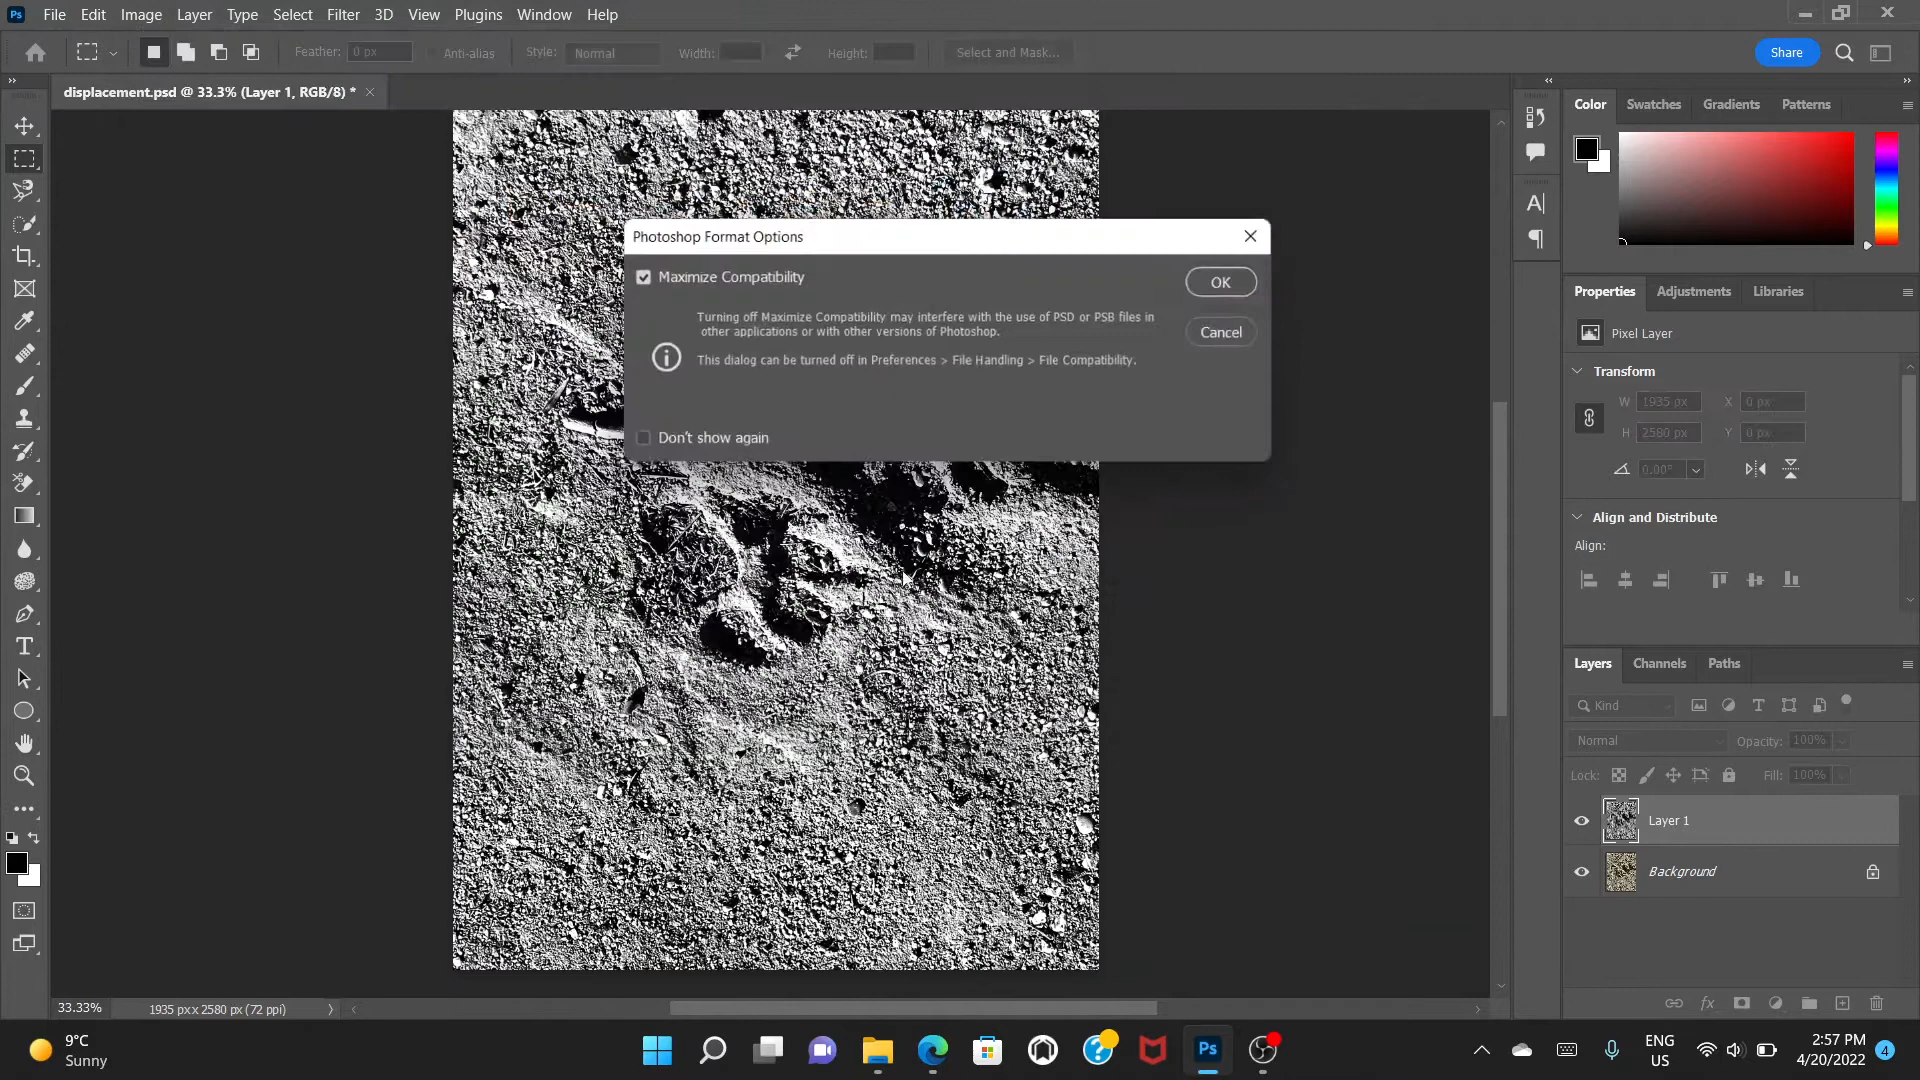 Ps File Edit Image Layer Type Select Filter 3D View Plugins Window Help
Feather: 0 px Anti-alias Style: Normal Width: Height: Select and Mask... Share
displacement.psd @ 33.3% (Layer 1, RGB/8) *
Color Swatches Gradients Patterns
Photoshop Format Options
Maximize Compatibility
OK
Turning off Maximize Compatibility may interfere with the use of PSD or PSB files in
other applications or with other versions of Photoshop.
Cancel
This dialog can be turned off in Preferences > File Handling > File Compatibility.
Don't show again
Properties Adjustments Libraries
Pixel Layer
Transform
W 1935 px X 0 px
H 2580 px Y 0 px
0.00°
Align and Distribute
Align:
Layers Channels Paths
Kind
Normal Opacity: 100%
Lock: Fill: 100%
Layer 1
Background
33.33% 1935 px x 2580 px (72 ppi)
9°C
Sunny
Ps
ENG
US
2:57 PM
4/20/2022
4